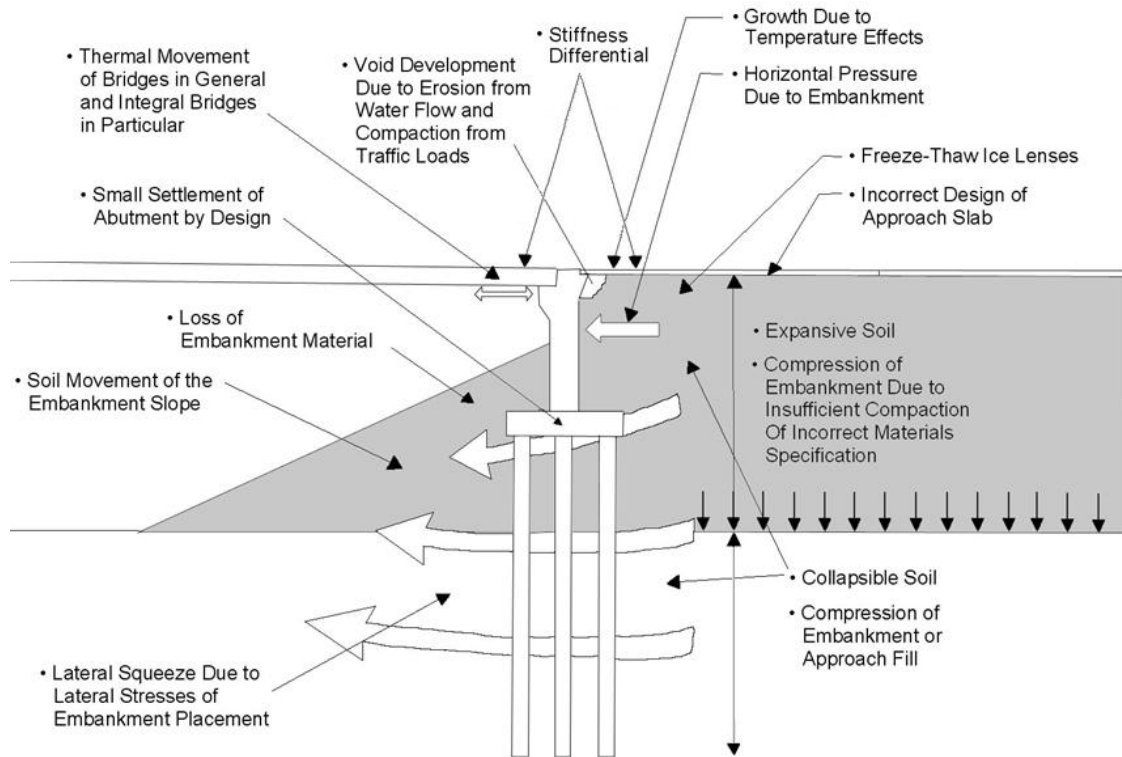 • Thermal Movement
of Bridges in General
and Integral Bridges
in Particular
• Void Development
Due to Erosion from
Water Flow and
Compaction from
Traffic Loads
• Stiffness
Differential
• Growth Due to
Temperature Effects
• Horizontal Pressure
Due to Embankment
• Freeze-Thaw Ice Lenses
• Incorrect Design of
Approach Slab
• Small Settlement of
Abutment by Design
• Loss of
Embankment Material
• Soil Movement of the
Embankment Slope
• Expansive Soil
• Compression of
Embankment Due to
Insufficient Compaction
Of Incorrect Materials
Specification
• Collapsible Soil
• Compression of
Embankment or
Approach Fill
• Lateral Squeeze Due to
Lateral Stresses of
Embankment Placement